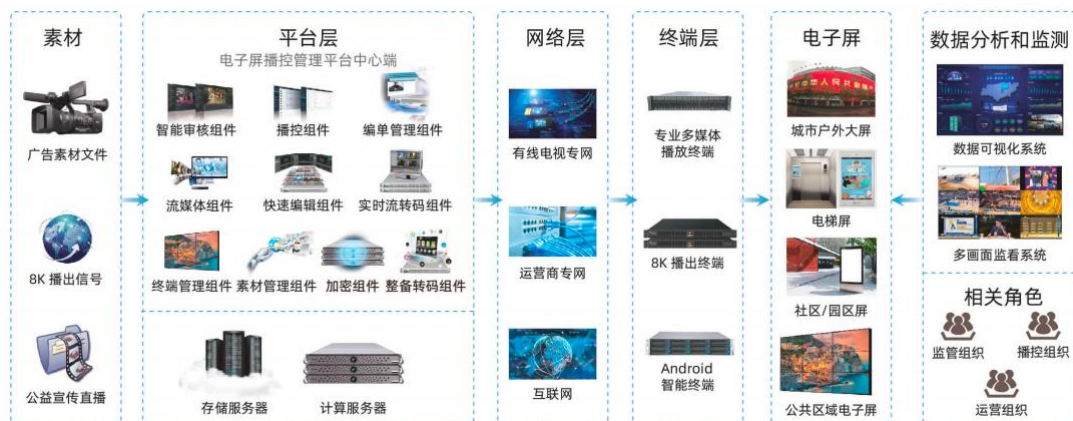 素材
广告素材文件
8K 播出信号
公益宣传直播
平台层
电子屏播控管理平台中心端
智能审核组件
播控组件
编单管理组件
流媒体组件
快速编辑组件
实时流转码组件
终端管理组件
素材管理组件
加密组件
整备转码组件
存储服务器
计算服务器
网络层
有线电视专网
运营商专网
互联网
终端层
专业多媒体
播放终端
8K 播出终端
Android
智能终端
电子屏
城市户外大屏
电梯屏
社区/园区屏
公共区域电子屏
数据分析和监测
数据可视化系统
多画面监看系统
相关角色
监管组织
播控组织
运营组织